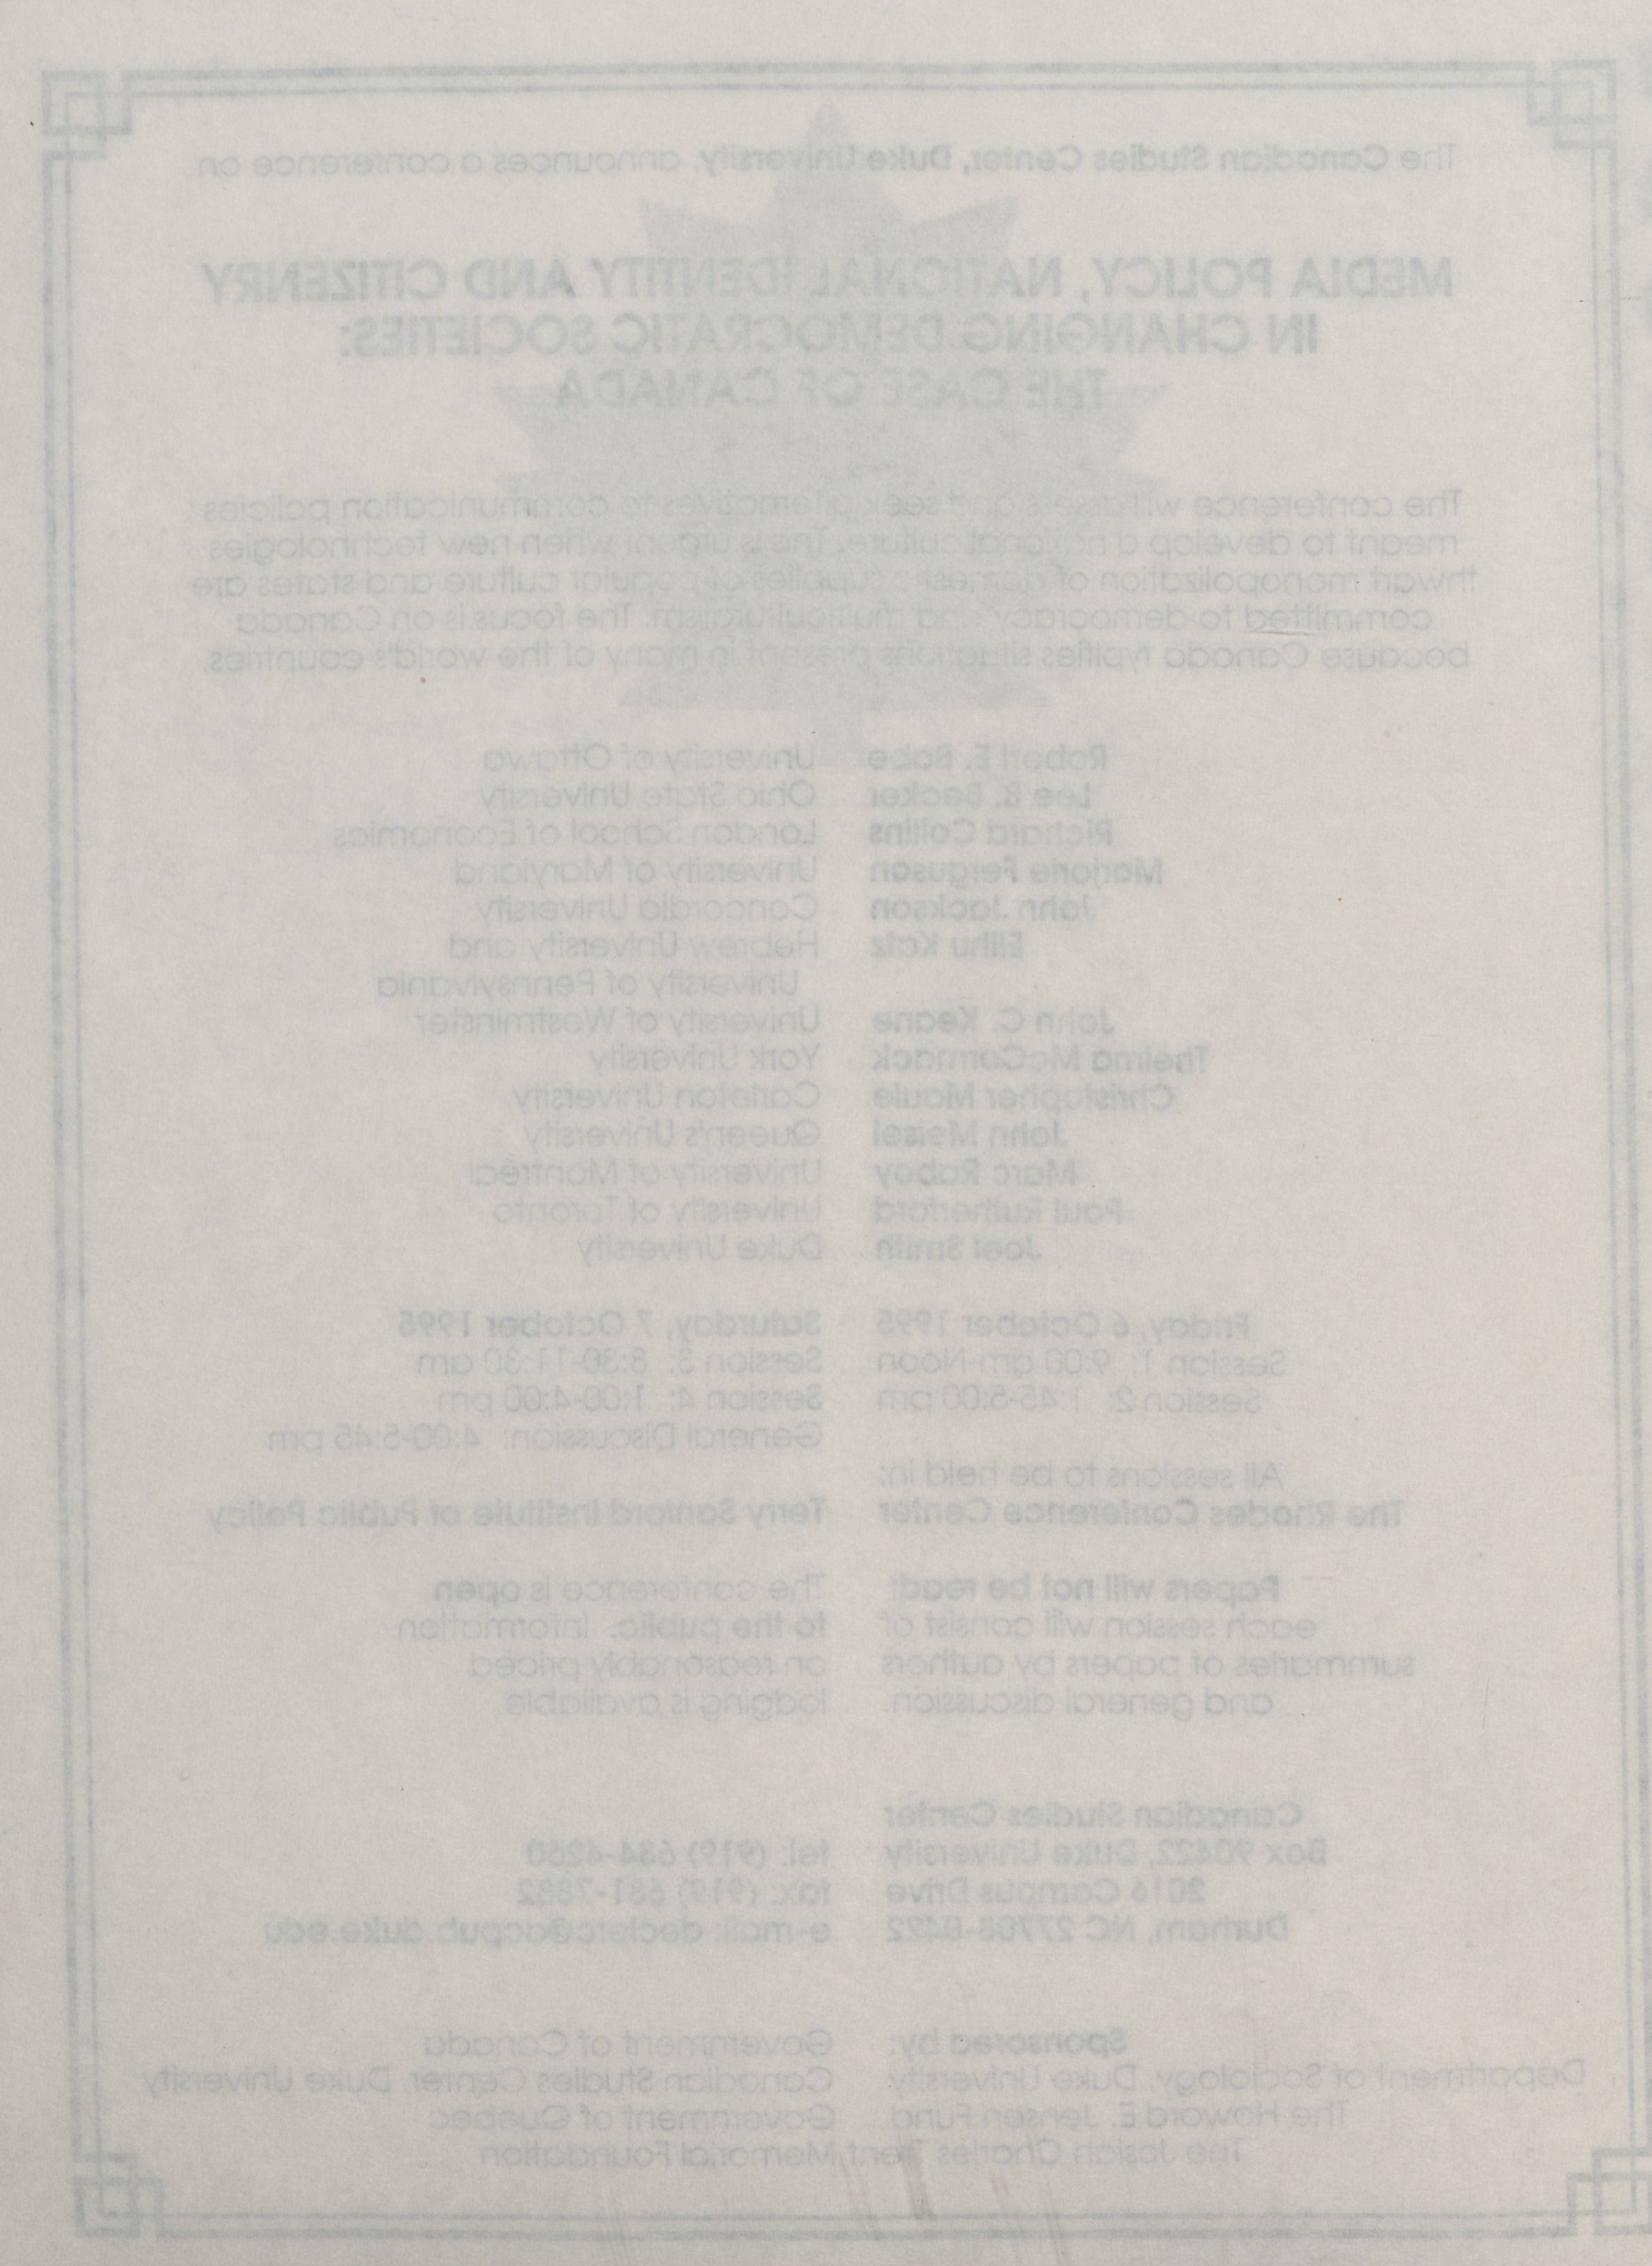 The Canadian Studies Center, Duke University, announces a conference on
MEDIA POLICY, NATIONAL IDENTITY AND CITIZENRY
IN CHANGING DEMOCRATIC SOCIETIES:
THE CASE OF CANADA
The conference will assess and seek alternatives to communication policies
meant to develop a national culture. This is urgent when new technologies
thwart monopolization of domestic supplies of popular culture and states are
committed to democracy and multiculturalism. The focus is on Canada
because Canada typifies situations present in many of the world's countries.
Robert E. Babe University of Ottawa
Lee B. Becker Ohio State University
Richard Collins London School of Economics
Marjorie Ferguson University of Maryland
John Jackson Concordia University
Elihu Katz Hebrew University and
University of Pennsylvania
John C. Keane University of Westminster
Thelma McCormack York University
Christopher Maule Carleton University
John Meisel Queen's University
Marc Raboy University of Montréal
Paul Rutherford University of Toronto
Joel Smith Duke University
Friday, 6 October 1995
Session 1: 9:00 am-Noon
Session 2: 1:45-5:00 pm
Saturday, 7 October 1995
Session 3: 8:30-11:30 am
Session 4: 1:00-4:00 pm
General Discussion: 4:00-5:45 pm
All sessions to be held in:
The Rhodes Conference Center Terry Sanford Institute of Public Policy
Papers will not be read:
each session will consist of
summaries of papers by authors
and general discussion.
The conference is open
to the public. Information
on reasonably priced
lodging is available.
Canadian Studies Center
Box 90422, Duke University
2016 Campus Drive
Durham, NC 27708-0422
tel: (919) 684-4260
fax: (919) 681-7882
e-mail: declerc@acpub.duke.edu
Sponsored by: Government of Canada
Department of Sociology, Duke University Canadian Studies Center, Duke University
The Howard E. Jensen Fund Government of Quebec
The Josiah Charles Trent Memorial Foundation